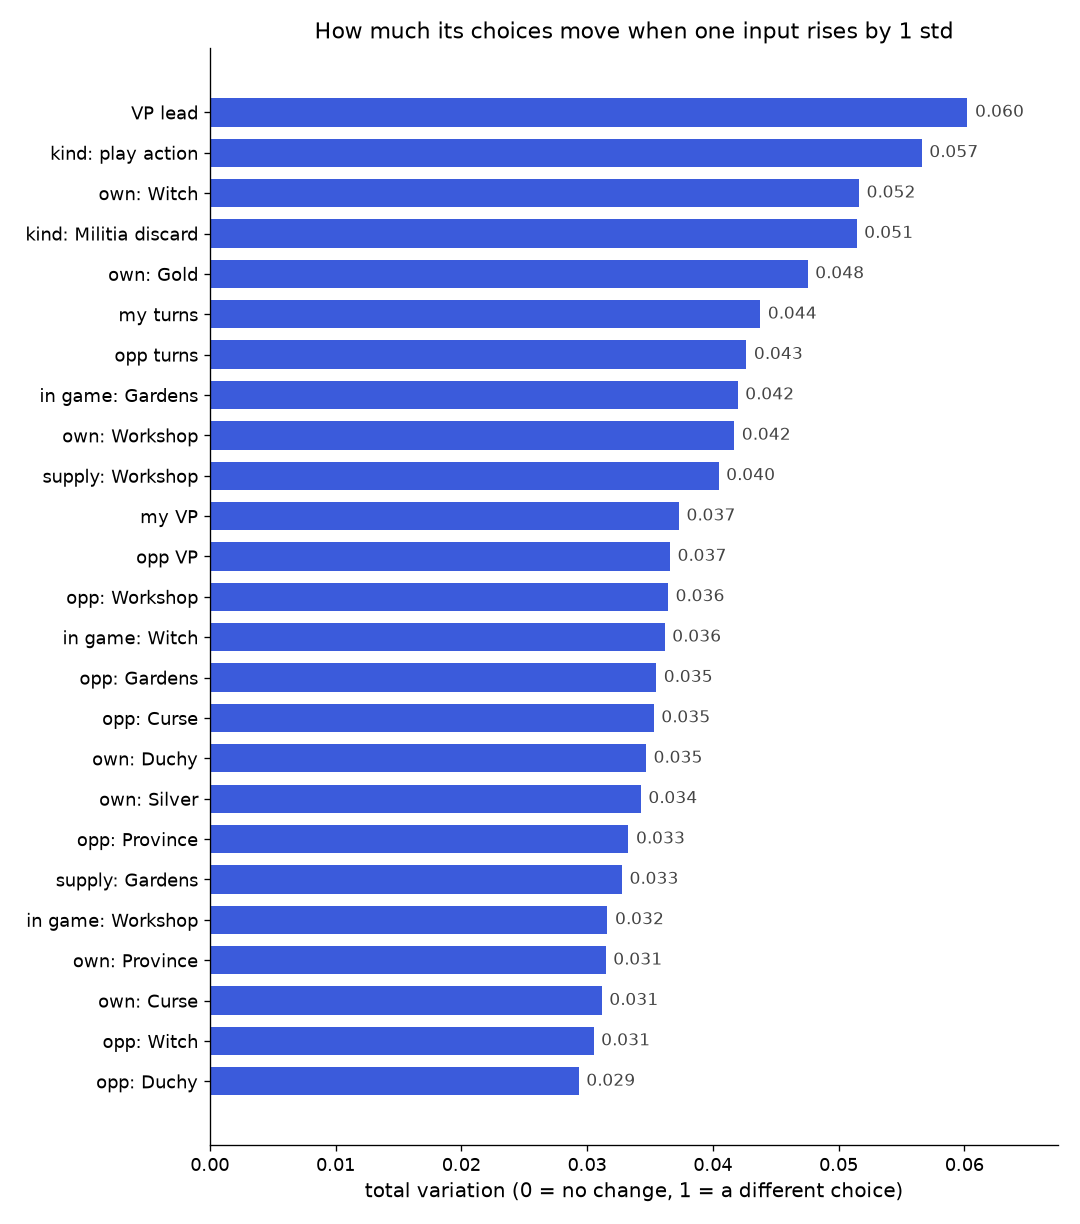 How much its choices move when one input rises by 1 std
VP lead 0.060
kind: play action 0.057
own: Witch 0.052
kind: Militia discard 0.051
own: Gold 0.048
my turns 0.044
opp turns 0.043
in game: Gardens 0.042
own: Workshop 0.042
supply: Workshop 0.040
my VP 0.037
opp VP 0.037
opp: Workshop 0.036
in game: Witch 0.036
opp: Gardens 0.035
opp: Curse 0.035
own: Duchy 0.035
own: Silver 0.034
opp: Province 0.033
supply: Gardens 0.033
in game: Workshop 0.032
own: Province 0.031
own: Curse 0.031
opp: Witch 0.031
opp: Duchy 0.029
0.00 0.01 0.02 0.03 0.04 0.05 0.06
total variation (0 = no change, 1 = a different choice)